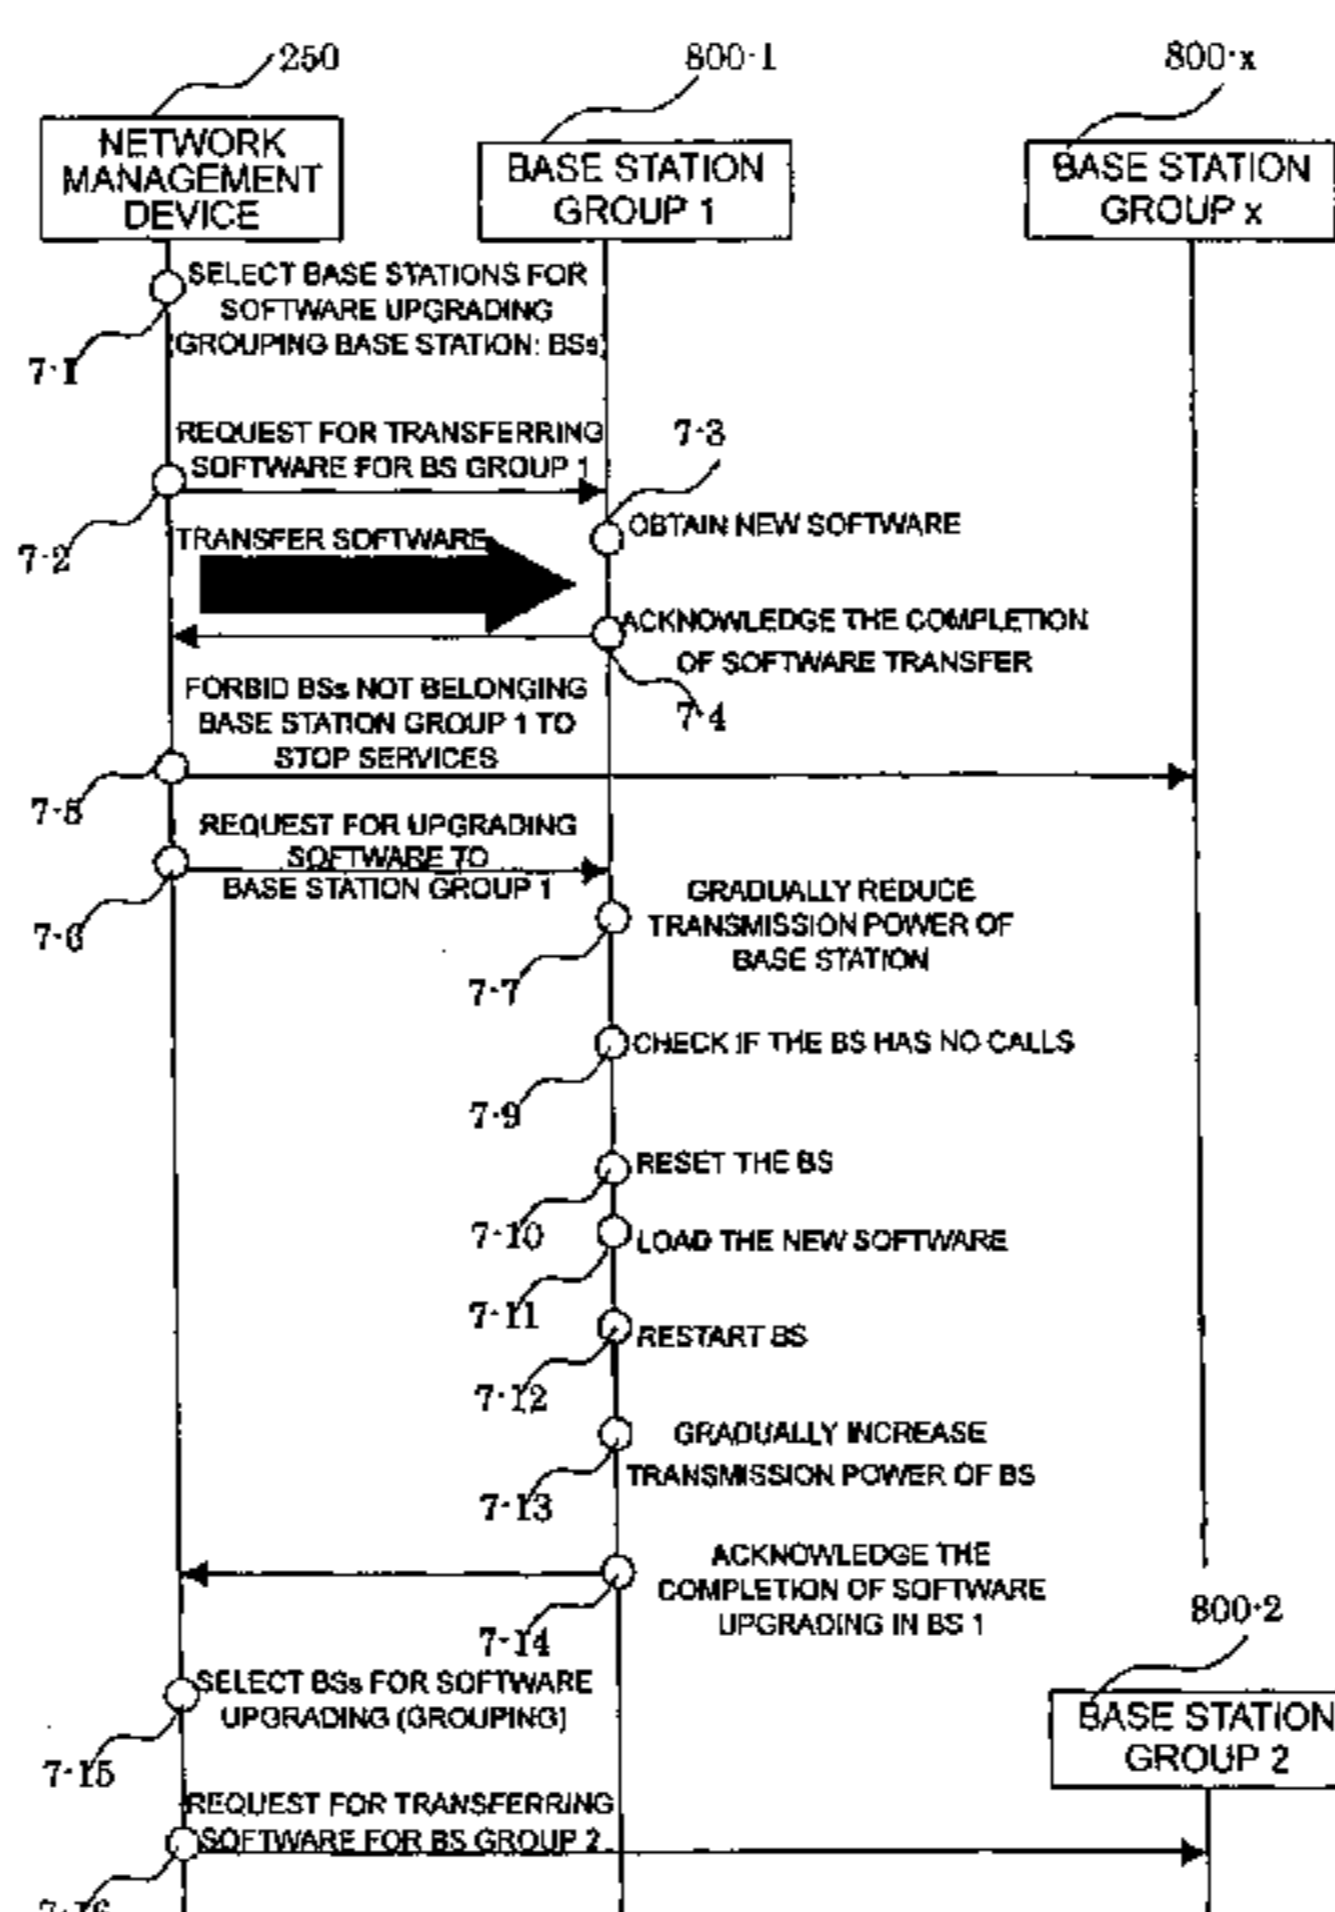 250
800·1
800·x
NETWORK
MANAGEMENT
DEVICE
BASE STATION
GROUP 1
BASE STATION
GROUP x
SELECT BASE STATIONS FOR
SOFTWARE UPGRADING
(GROUPING BASE STATION: BSs)
7·1
REQUEST FOR TRANSFERRING
SOFTWARE FOR BS GROUP 1
7·2
7·3
TRANSFER SOFTWARE
OBTAIN NEW SOFTWARE
ACKNOWLEDGE THE COMPLETION
OF SOFTWARE TRANSFER
7·4
FORBID BSs NOT BELONGING
BASE STATION GROUP 1 TO
STOP SERVICES
7·5
REQUEST FOR UPGRADING
SOFTWARE TO
BASE STATION GROUP 1
7·6
GRADUALLY REDUCE
TRANSMISSION POWER OF
BASE STATION
7·7
CHECK IF THE BS HAS NO CALLS
7·9
RESET THE BS
7·10
LOAD THE NEW SOFTWARE
7·11
RESTART BS
7·12
GRADUALLY INCREASE
TRANSMISSION POWER OF BS
7·13
ACKNOWLEDGE THE
COMPLETION OF SOFTWARE
UPGRADING IN BS 1
7·14
800·2
SELECT BSs FOR SOFTWARE
UPGRADING (GROUPING)
7·15
BASE STATION
GROUP 2
REQUEST FOR TRANSFERRING
SOFTWARE FOR BS GROUP 2
7·16